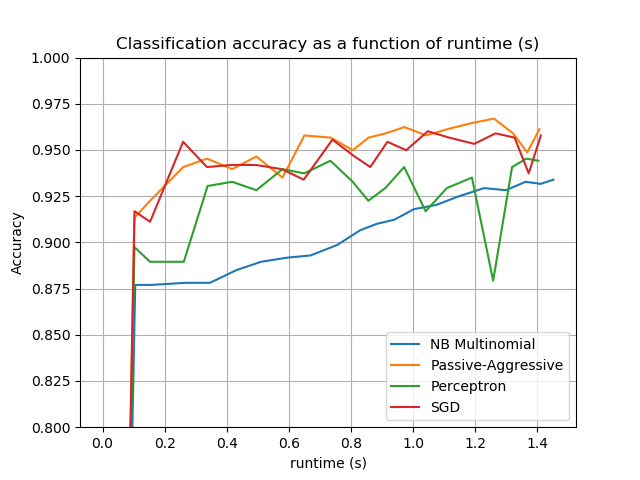 Classification accuracy as a function of runtime (s)
1.000
0.975
0.950
0.925
0.900
0.875
0.850
0.825
0.800
Accuracy
NB Multinomial
Passive-Aggressive
Perceptron
SGD
0.0 0.2 0.4 0.6 0.8 1.0 1.2 1.4
runtime (s)